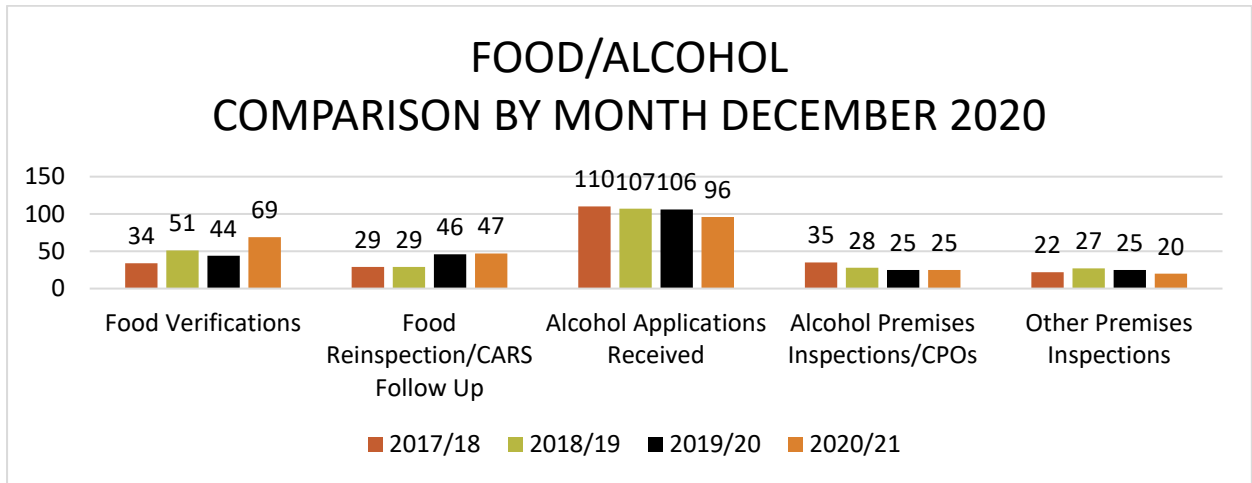 FOOD/ALCOHOL
COMPARISON BY MONTH DECEMBER 2020
150
100
50
0
34
51
44
69
29
29
46
47
110
107
106
96
35
28
25
25
22
27
25
20
Food Verifications
Food
Reinspection/CARS
Follow Up
Alcohol Applications
Received
Alcohol Premises
Inspections/CPOs
Other Premises
Inspections
2017/18
2018/19
2019/20
2020/21